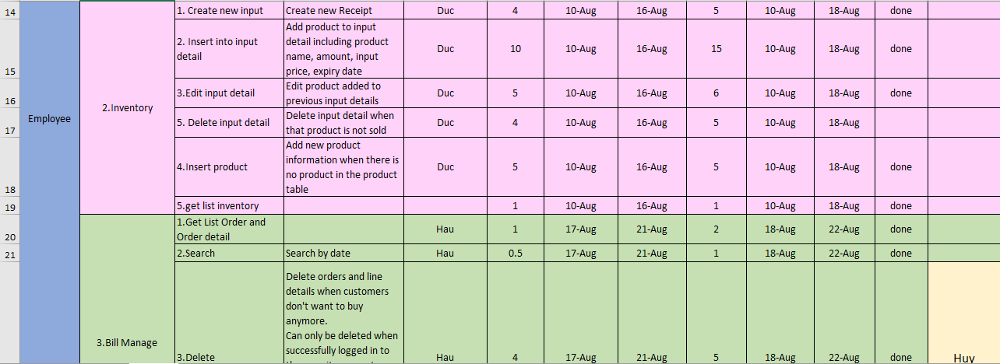 14 1. Create new input Create new Receipt Duc 4 10-Aug 16-Aug 5 10-Aug 18-Aug done
Add product to input
2. Insert into input detail including product
detail name, amount, input Duc 10 10-Aug 16-Aug 15 10-Aug 18-Aug done
15 price, expiry date
Edit product added to
16 3.Edit input detail previous input details Duc 5 10-Aug 16-Aug 6 10-Aug 18-Aug done
2.Inventory
Employee
Delete input detail when
17 5. Delete input detail that product is not sold Duc 4 10-Aug 16-Aug 5 10-Aug 18-Aug
Add new product
information when there is
4.Insert product no product in the product Duc 5 10-Aug 16-Aug 5 10-Aug 18-Aug done
18 table
19 5.get list inventory 1 10-Aug 16-Aug 1 10-Aug 18-Aug done
1.Get List Order and
20 Order detail Hau 1 17-Aug 21-Aug 2 18-Aug 22-Aug done
21 2.Search Search by date Hau 0.5 17-Aug 21-Aug 1 18-Aug 22-Aug done
Delete orders and line
details when customers
don't want to buy
anymore.
Can only be deleted when
3.Bill Manage
successfully logged in to
3.Delete Hau 4 17-Aug 21-Aug 5 18-Aug 22-Aug done Huy